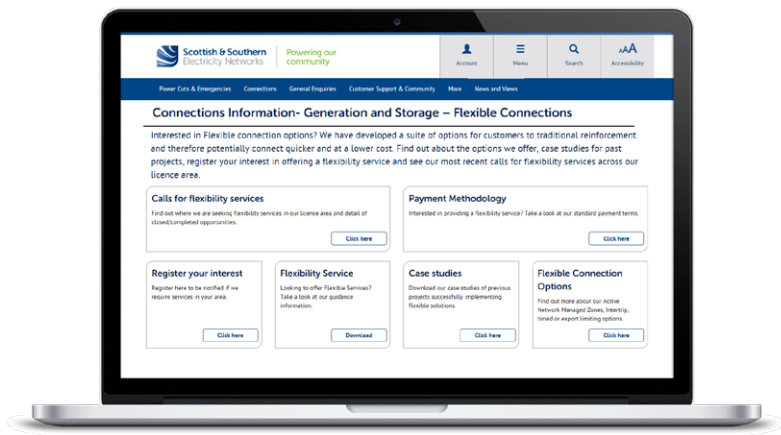 Scottish & Southern
Electricity Networks
Powering our
community
Account
Menu
Search
AAA
Accessibility
Power Cuts & Emergencies Connections General Enquiries Customer Support & Community More News and Views
Connections Information- Generation and Storage – Flexible Connections
Interested in Flexible connection options? We have developed a suite of options for customers to traditional reinforcement
and therefore potentially connect quicker and at a lower cost. Find out about the options we offer, case studies for past
projects, register your interest in offering a flexibility service and see our most recent calls for flexibility services across our
licence area.
Calls for flexibility services
Find out where we are seeking flexibility services in our licence area and detail of
closed/completed opportunities.
Click here
Payment Methodology
Interested in providing a flexibility service? Take a look at our standard payment terms.
Click here
Register your interest
Register here to be notified if we
require services in your area.
Click here
Flexibility Service
Looking to offer Flexible Services?
Take a look at our guidance
information.
Download
Case studies
Download our case studies of previous
projects successfully implementing
flexible solutions.
Click here
Flexible Connection
Options
Find out more about our Active
Network Managed Zones, Intertrip,
timed or export limiting options.
Click here